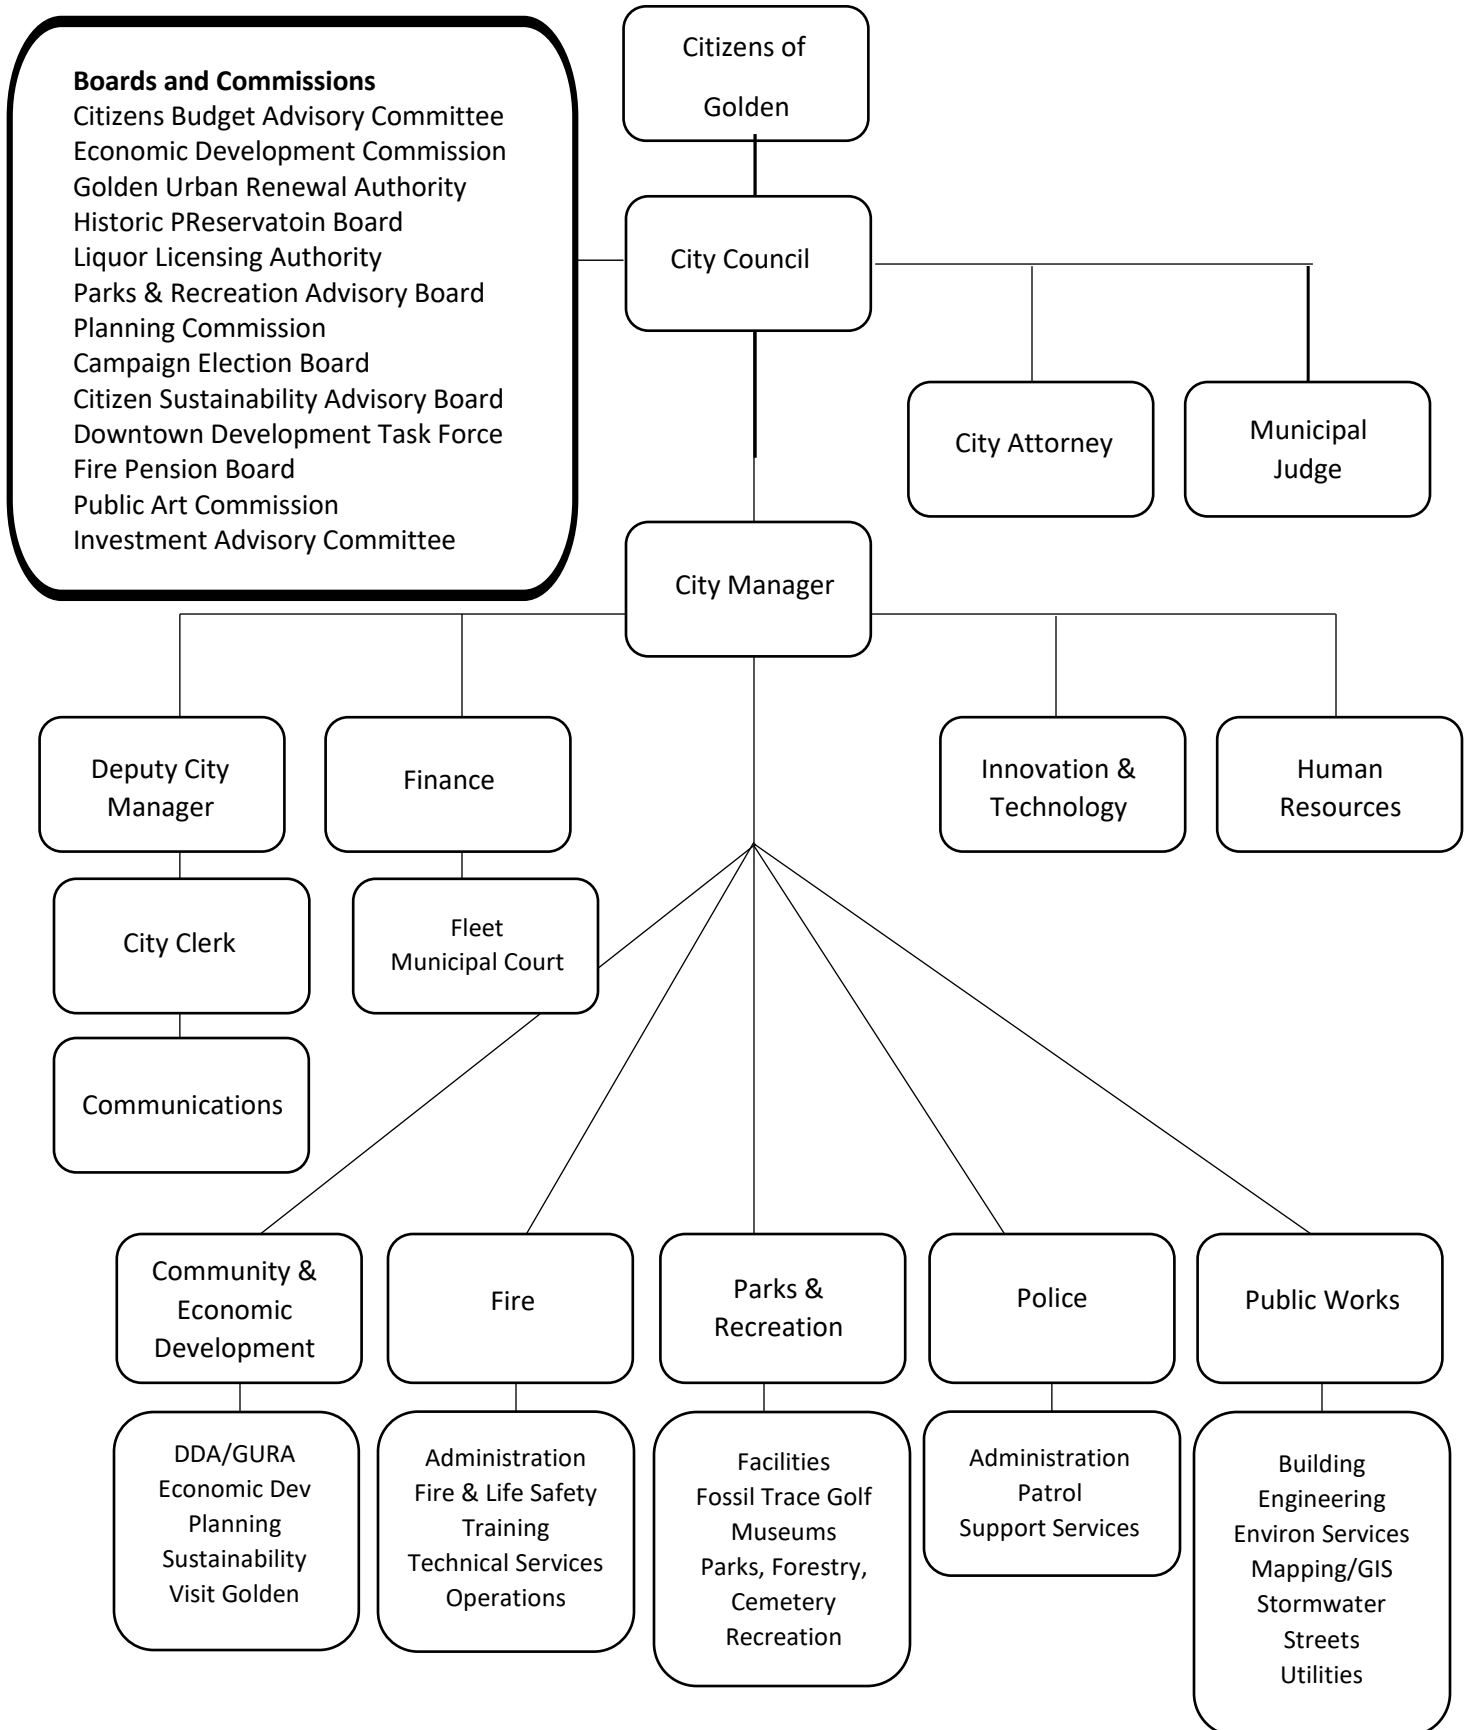 Boards and Commissions
Citizens Budget Advisory Committee
Economic Development Commission
Golden Urban Renewal Authority
Historic PReservatoin Board
Liquor Licensing Authority
Parks & Recreation Advisory Board
Planning Commission
Campaign Election Board
Citizen Sustainability Advisory Board
Downtown Development Task Force
Fire Pension Board
Public Art Commission
Investment Advisory Committee
Citizens of
Golden
City Council
City Attorney
Municipal
Judge
City Manager
Deputy City
Manager
Finance
Innovation &
Technology
Human
Resources
City Clerk
Fleet
Municipal Court
Communications
Community &
Economic
Development
Fire
Parks &
Recreation
Police
Public Works
DDA/GURA
Economic Dev
Planning
Sustainability
Visit Golden
Administration
Fire & Life Safety
Training
Technical Services
Operations
Facilities
Fossil Trace Golf
Museums
Parks, Forestry,
Cemetery
Recreation
Administration
Patrol
Support Services
Building
Engineering
Environ Services
Mapping/GIS
Stormwater
Streets
Utilities